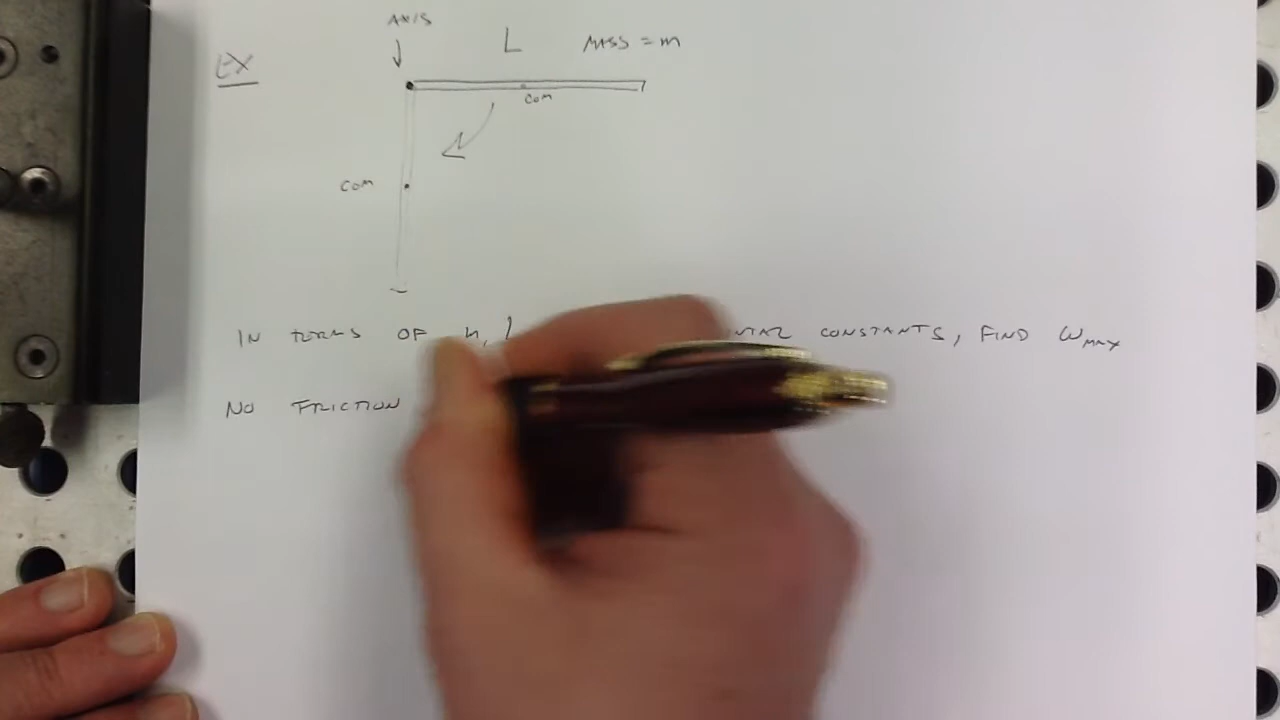 AXIS
EX
L MASS = m
COM
COM
IN TERMS OF M, CONSTANTS, FIND ωMAX
NO FRICTION